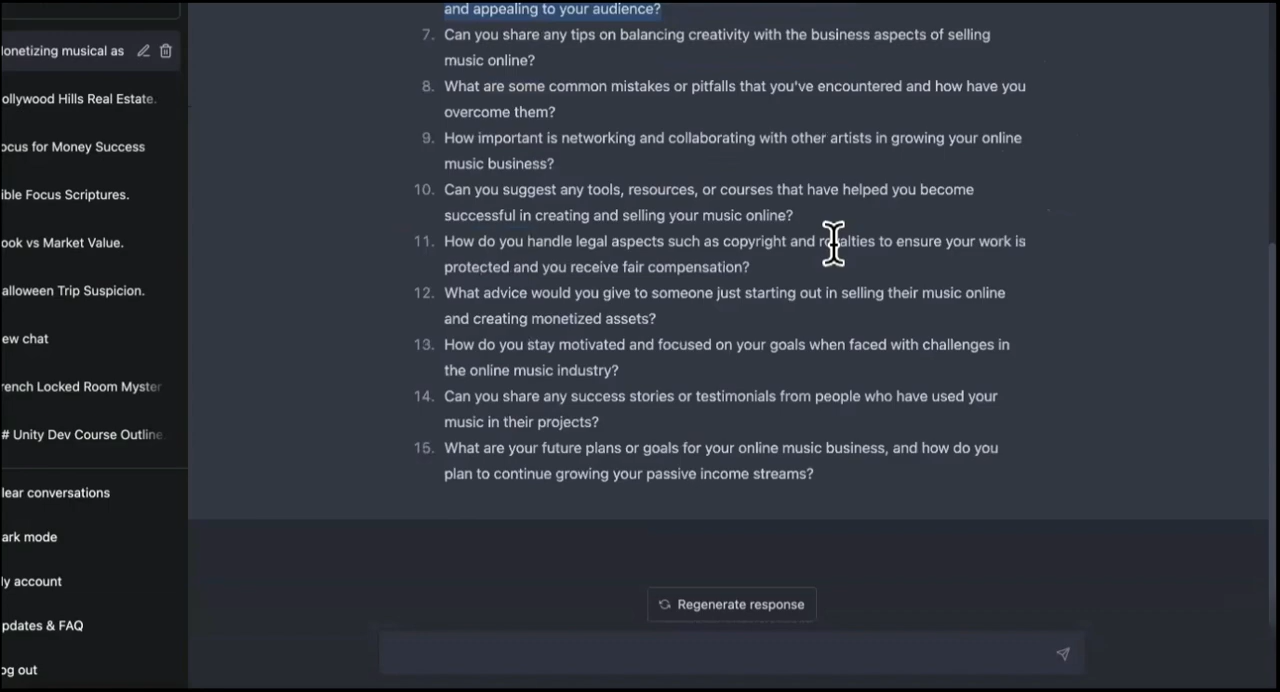 onetizing musical as
ollywood Hills Real Estate.
ocus for Money Success
ible Focus Scriptures.
ook vs Market Value.
alloween Trip Suspicion.
ew chat
rench Locked Room Myster
# Unity Dev Course Outline
lear conversations
ark mode
ly account
pdates & FAQ
og out
and appealing to your audience?
7. Can you share any tips on balancing creativity with the business aspects of selling
music online?
8. What are some common mistakes or pitfalls that you've encountered and how have you
overcome them?
9. How important is networking and collaborating with other artists in growing your online
music business?
10. Can you suggest any tools, resources, or courses that have helped you become
successful in creating and selling your music online?
11. How do you handle legal aspects such as copyright and royalties to ensure your work is
protected and you receive fair compensation?
12. What advice would you give to someone just starting out in selling their music online
and creating monetized assets?
13. How do you stay motivated and focused on your goals when faced with challenges in
the online music industry?
14. Can you share any success stories or testimonials from people who have used your
music in their projects?
15. What are your future plans or goals for your online music business, and how do you
plan to continue growing your passive income streams?
Regenerate response